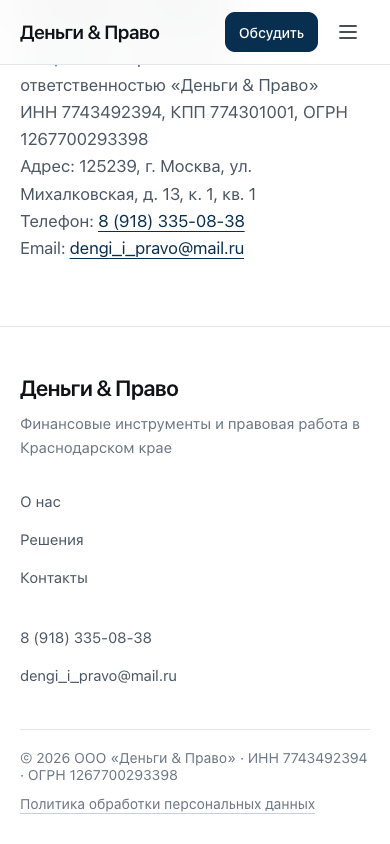 Деньги & Право
Обсудить
ответственностью «Деньги & Право»
ИНН 7743492394, КПП 774301001, ОГРН
1267700293398
Адрес: 125239, г. Москва, ул.
Михалковская, д. 13, к. 1, кв. 1
Телефон: 8 (918) 335-08-38
Email: dengi_i_pravo@mail.ru
Деньги & Право
Финансовые инструменты и правовая работа в
Краснодарском крае
О нас
Решения
Контакты
8 (918) 335-08-38
dengi_i_pravo@mail.ru
© 2026 ООО «Деньги & Право» · ИНН 7743492394
· ОГРН 1267700293398
Политика обработки персональных данных